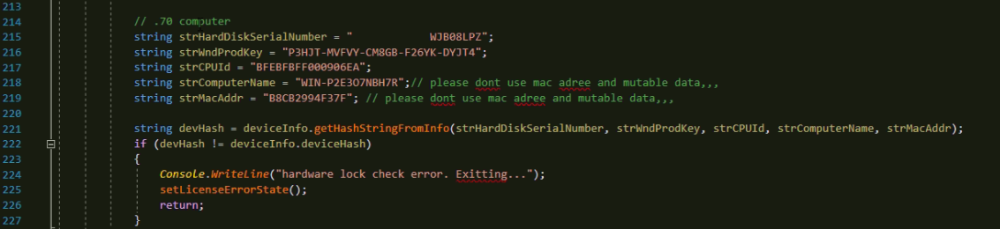 213
214 // .70 computer
215 string strHardDiskSerialNumber = "            WJB08LPZ";
216 string strWndProdKey = "P3HJT-MVFVY-CM8GB-F26YK-DYJT4";
217 string strCPUId = "BFEBFBFF000906EA";
218 string strComputerName = "WIN-P2E3O7NBH7R";// please dont use mac adree and mutable data,,,
219 string strMacAddr = "B8CB2994F37F"; // please dont use mac adree and mutable data,,,
220
221 string devHash = deviceInfo.getHashStringFromInfo(strHardDiskSerialNumber, strWndProdKey, strCPUId, strComputerName, strMacAddr);
222 if (devHash != deviceInfo.deviceHash)
223 {
224 Console.WriteLine("hardware lock check error. Exitting...");
225 setLicenseErrorState();
226 return;
227 }